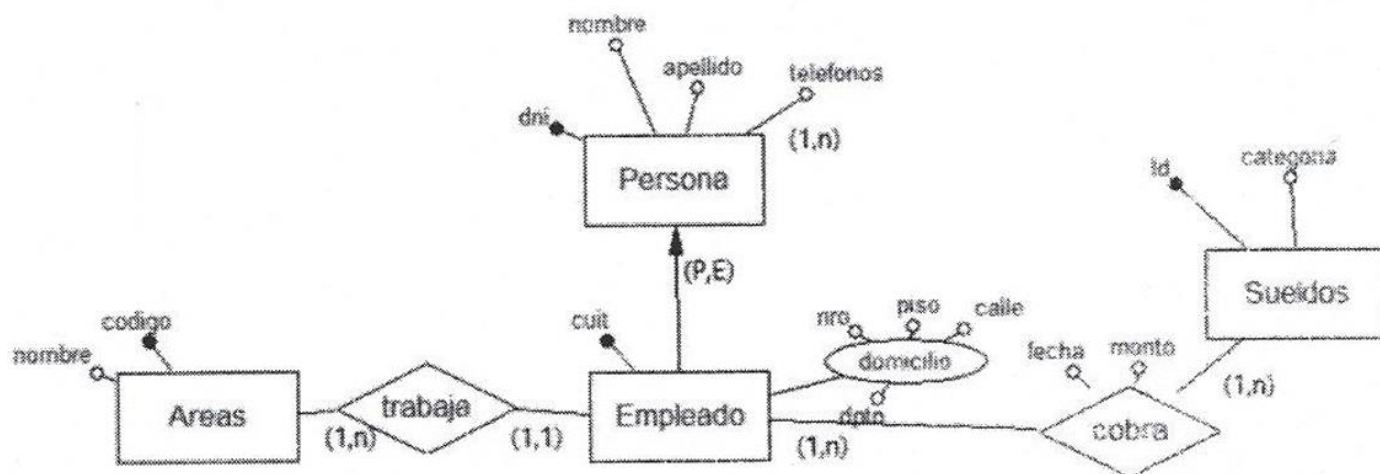 nombre
apellido
telefonos
dni
(1,n)
Persona
Id
categoria
(P,E)
Sueldos
codigo
nombre
cuit
nro
piso
calle
domicilio
fecha
monto
(1,n)
Areas
trabaja
(1,n)
(1,1)
Empleado
dpto
(1,n)
cobra